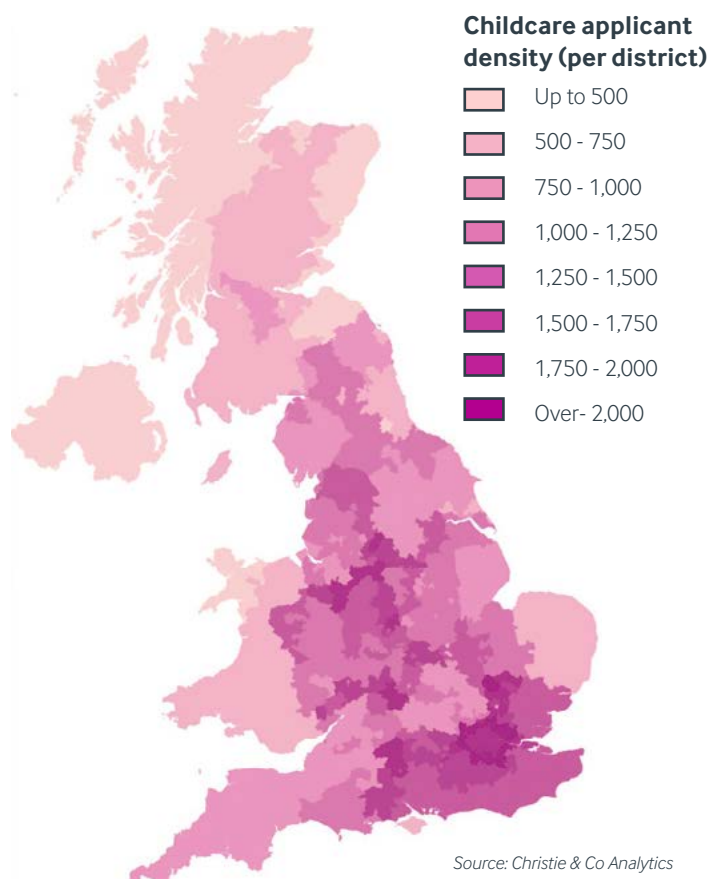 Childcare applicant
density (per district)
Up to 500
500 - 750
750 - 1,000
1,000 - 1,250
1,250 - 1,500
1,500 - 1,750
1,750 - 2,000
Over- 2,000
Source: Christie & Co Analytics